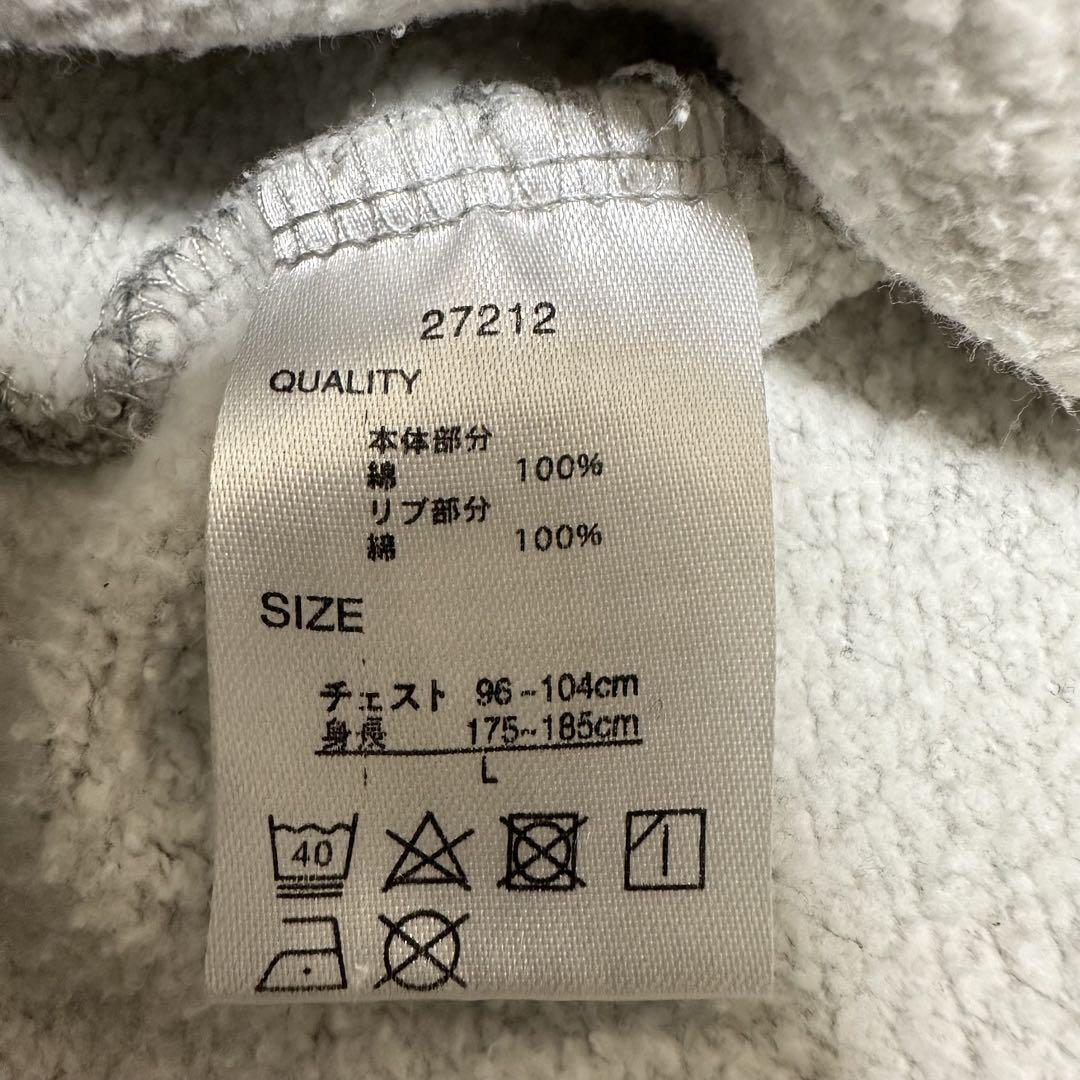 27212
QUALITY
本体部分
綿 100%
リブ部分
綿 100%
SIZE
チェスト 96~104cm
身長 175~185cm
L
40